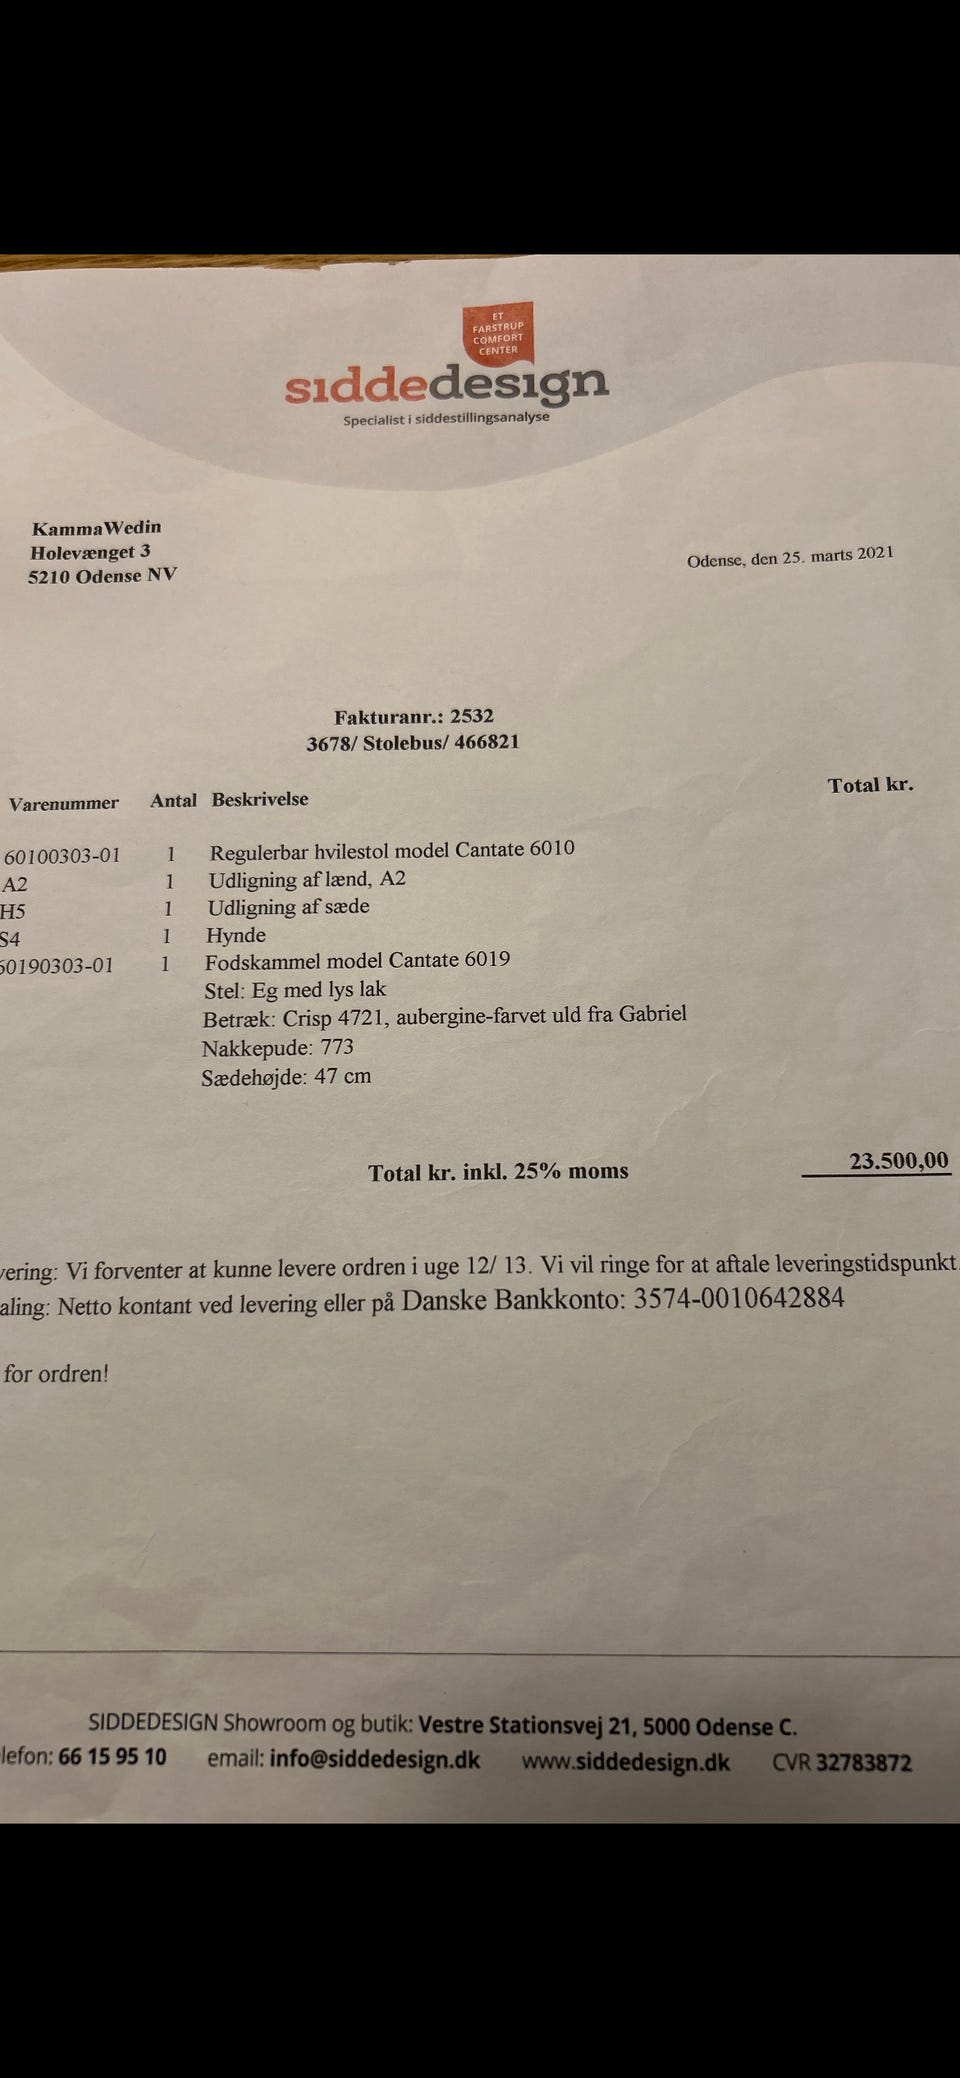 ET
FARSTRUP
COMFORT
CENTER
siddedesign
Specialist i siddestillingsanalyse
KammaWedin
Holevænget 3
5210 Odense NV
Odense, den 25. marts 2021
Fakturanr.: 2532
3678/ Stolebus/ 466821
Varenummer Antal Beskrivelse Total kr.
60100303-01 1 Regulerbar hvilestol model Cantate 6010
A2 1 Udligning af lænd, A2
H5 1 Udligning af sæde
S4 1 Hynde
60190303-01 1 Fodskammel model Cantate 6019
Stel: Eg med lys lak
Betræk: Crisp 4721, aubergine-farvet uld fra Gabriel
Nakkepude: 773
Sædehøjde: 47 cm
Total kr. inkl. 25% moms 23.500,00
vering: Vi forventer at kunne levere ordren i uge 12/ 13. Vi vil ringe for at aftale leveringstidspunkt.
aling: Netto kontant ved levering eller på Danske Bankkonto: 3574-0010642884
for ordren!
SIDDEDESIGN Showroom og butik: Vestre Stationsvej 21, 5000 Odense C.
lefon: 66 15 95 10 email: info@siddedesign.dk www.siddedesign.dk CVR 32783872